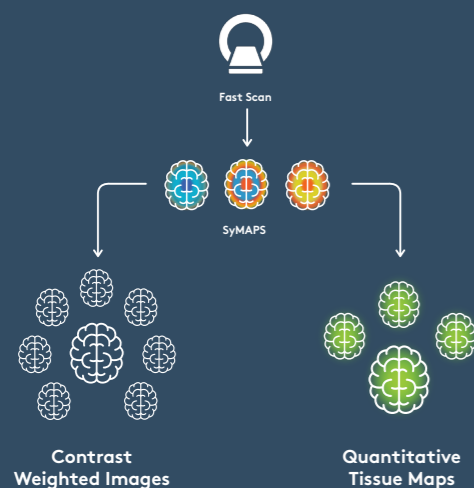 Fast Scan
SyMAPS
Contrast
Weighted Images
Quantitative
Tissue Maps